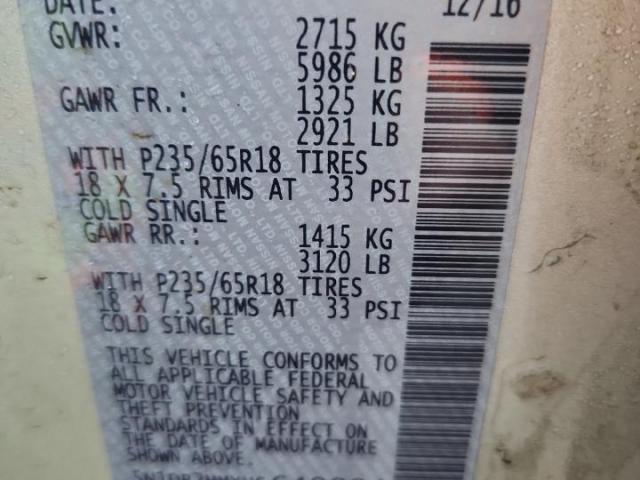 DATE: 12/16
GVWR: 2715 KG
5986 LB
GAWR FR.: 1325 KG
2921 LB
WITH P235/65R18 TIRES
18 X 7.5 RIMS AT 33 PSI
COLD SINGLE
GAWR RR.: 1415 KG
3120 LB
WITH P235/65R18 TIRES
18 X 7.5 RIMS AT 33 PSI
COLD SINGLE
THIS VEHICLE CONFORMS TO
ALL APPLICABLE FEDERAL
MOTOR VEHICLE SAFETY AND
THEFT PREVENTION
STANDARDS IN EFFECT ON
THE DATE OF MANUFACTURE
SHOWN ABOVE.